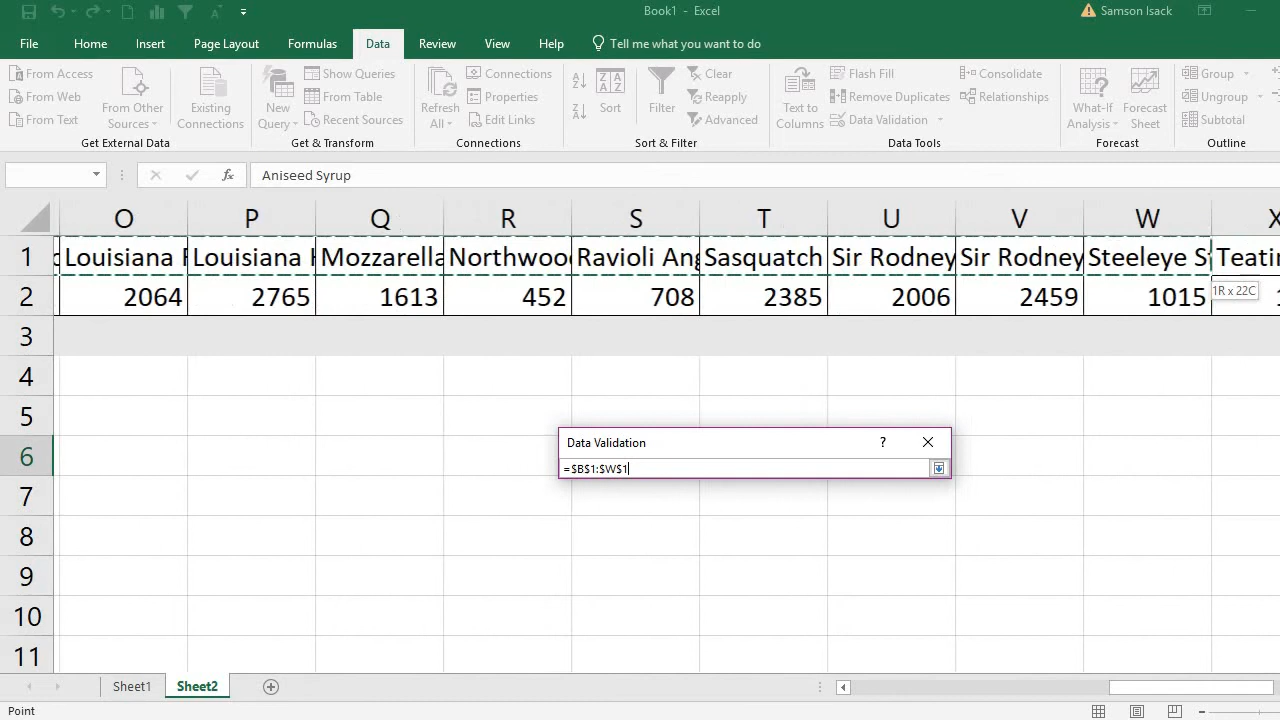 Book1 - Excel
Samson Isack
File Home Insert Page Layout Formulas Data Review View Help Tell me what you want to do
From Access
From Web
From Text
From Other
Sources
Existing
Connections
Get External Data
New
Query
Show Queries
From Table
Recent Sources
Get & Transform
Refresh
All
Connections
Properties
Edit Links
Connections
Sort
Filter
Clear
Reapply
Advanced
Sort & Filter
Text to
Columns
Flash Fill
Remove Duplicates
Data Validation
Consolidate
Relationships
Data Tools
What-If
Analysis
Forecast
Sheet
Forecast
Group
Ungroup
Subtotal
Outline
fx Aniseed Syrup
O P Q R S T U V W X
1 Louisiana Louisiana Mozzarella Northwoo Ravioli Ang Sasquatch Sir Rodney Sir Rodney Steeleye St Teatin
2 2064 2765 1613 452 708 2385 2006 2459 1015
1R x 22C
3
4
5
6
7
8
9
10
11
Data Validation ?
=$B$1:$W$1
Sheet1 Sheet2
Point